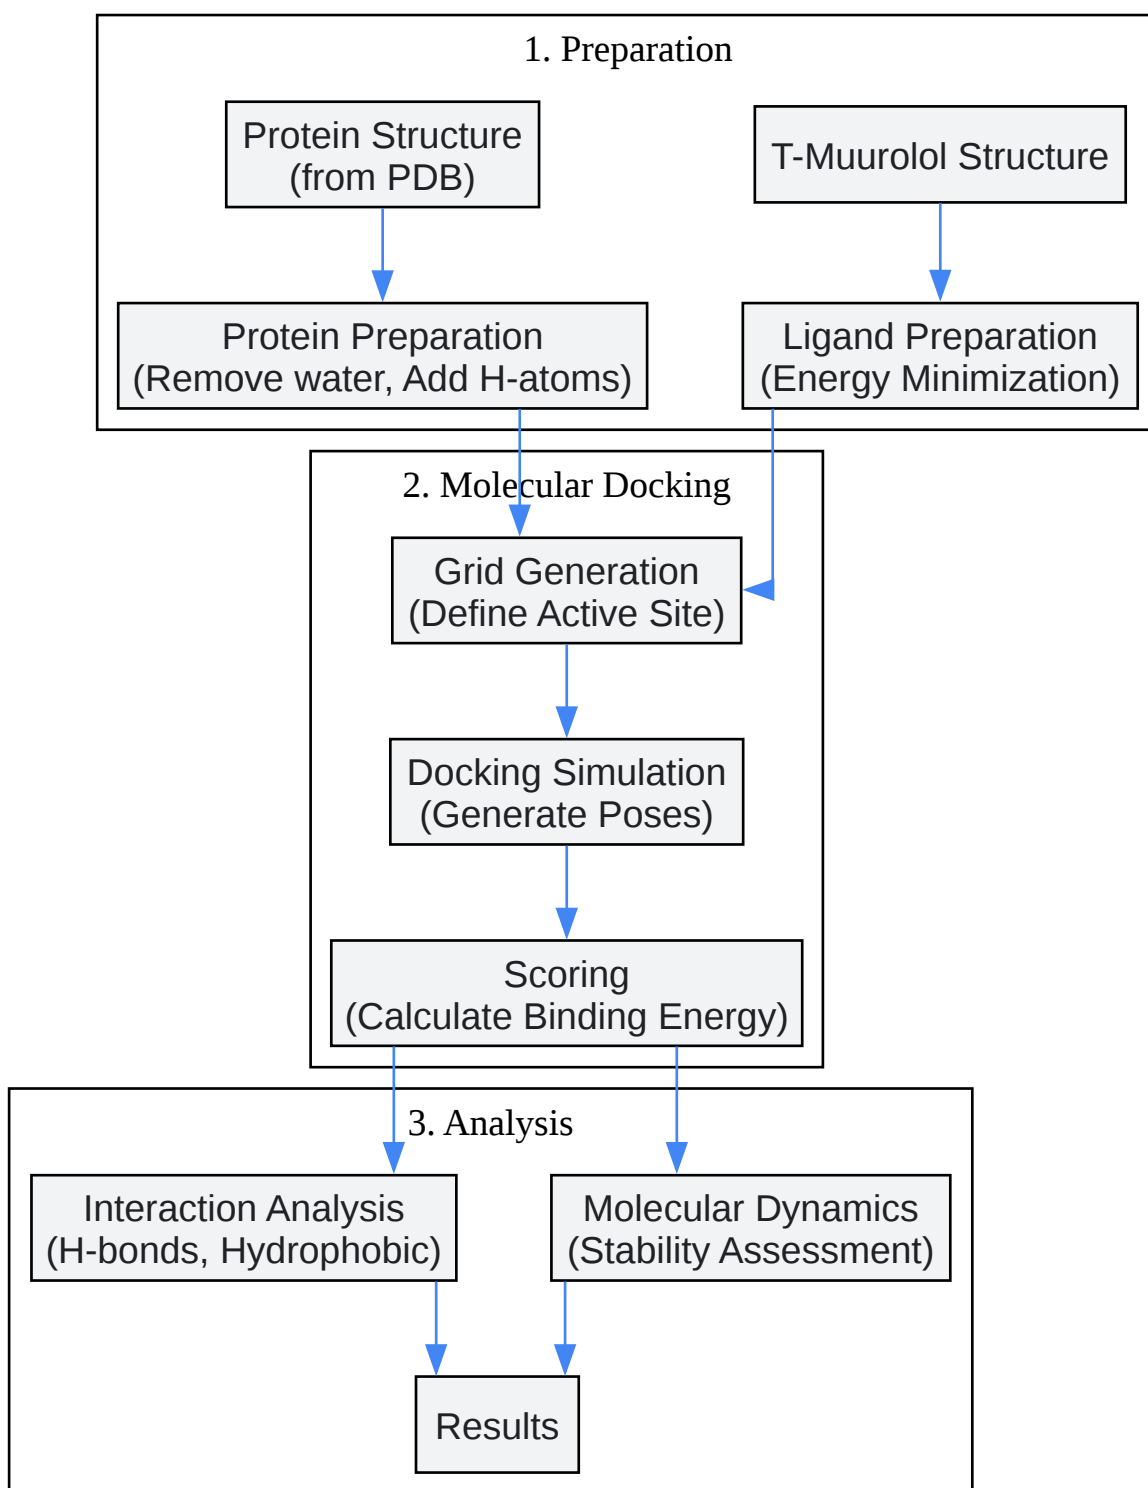 1. Preparation
Protein Structure
(from PDB)
T-Muurolol Structure
Protein Preparation
(Remove water, Add H-atoms)
Ligand Preparation
(Energy Minimization)
2. Molecular Docking
Grid Generation
(Define Active Site)
Docking Simulation
(Generate Poses)
Scoring
(Calculate Binding Energy)
3. Analysis
Interaction Analysis
(H-bonds, Hydrophobic)
Molecular Dynamics
(Stability Assessment)
Results